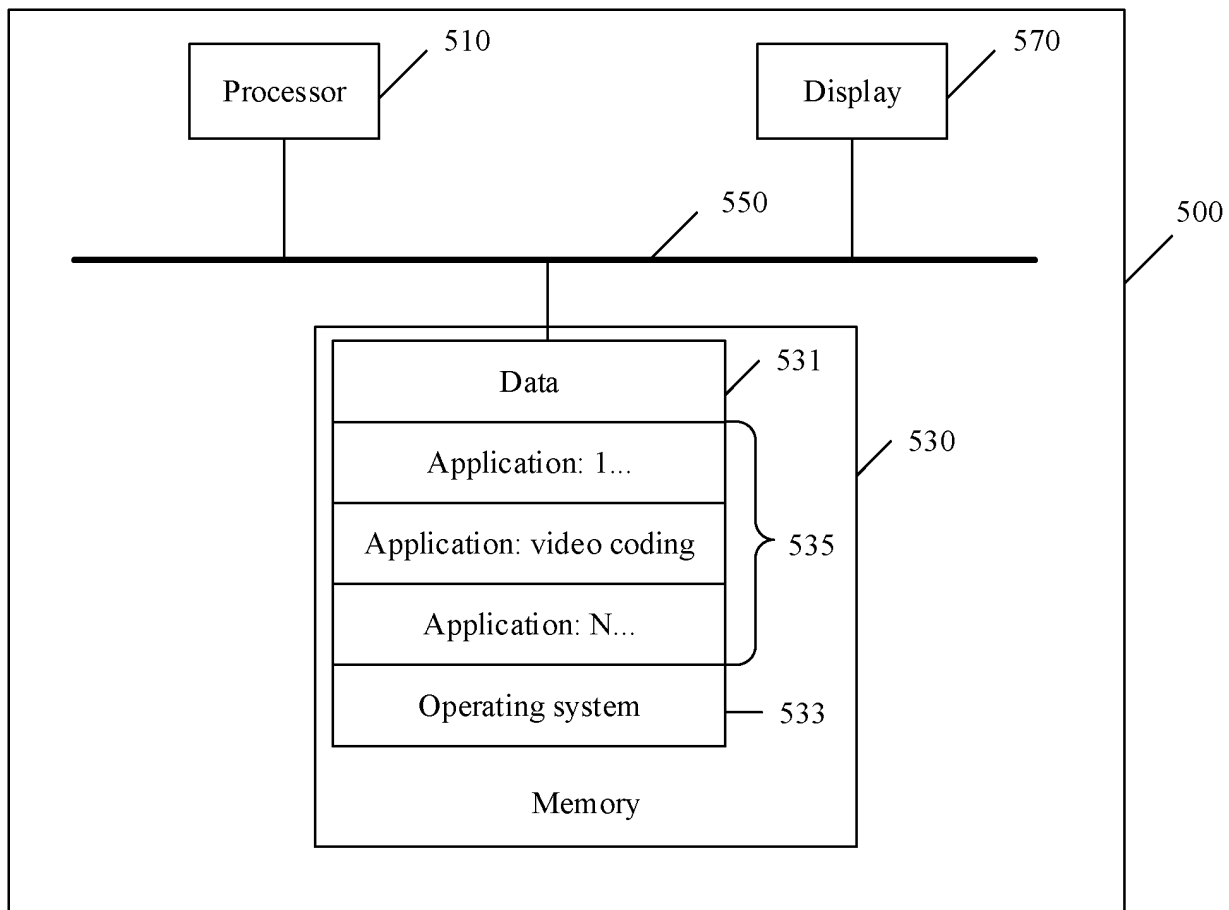 510
570
Processor
Display
550
500
Data
531
Application: 1...
530
Application: video coding
535
Application: N...
Operating system
533
Memory